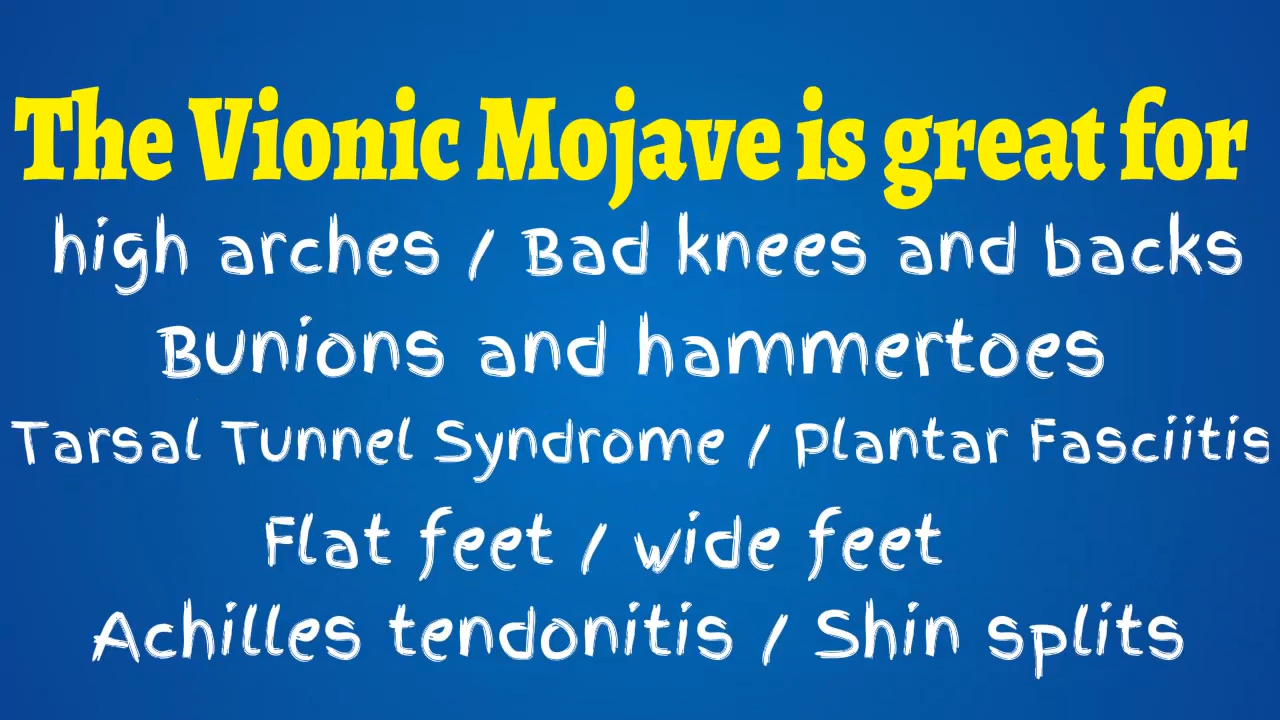 The Vionic Mojave is great for
high arches / Bad knees and backs
Bunions and hammertoes
Tarsal Tunnel Syndrome / Plantar Fasciitis
Flat feet / wide feet
Achilles tendonitis / Shin splits